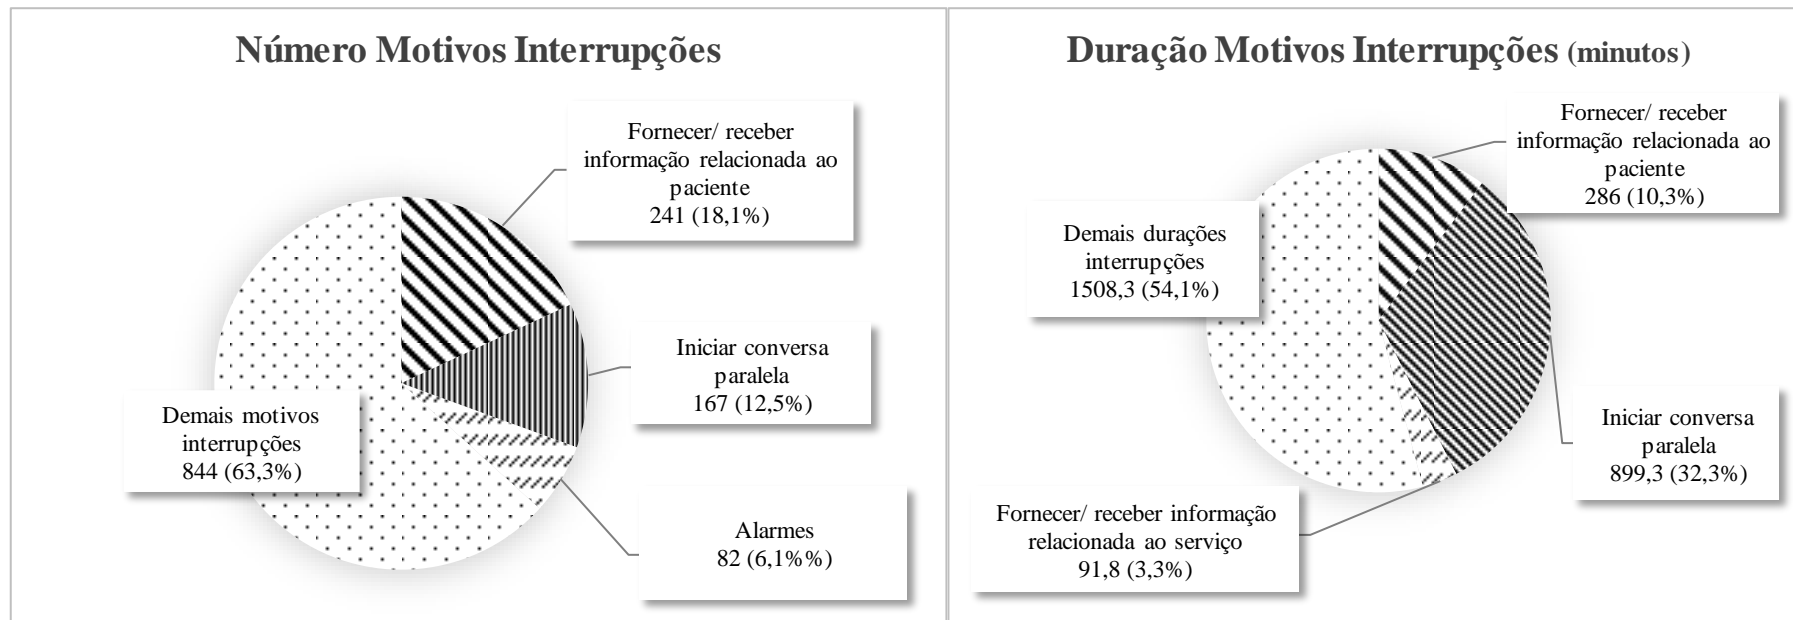 Número Motivos Interrupções
Fornecer/ receber
informação relacionada ao
paciente
241 (18,1%)
Iniciar conversa
paralela
167 (12,5%)
Alarmes
82 (6,1%%)
Demais motivos
interrupções
844 (63,3%)
Duração Motivos Interrupções (minutos)
Fornecer/ receber
informação relacionada ao
paciente
286 (10,3%)
Iniciar conversa
paralela
899,3 (32,3%)
Fornecer/ receber informação
relacionada ao serviço
91,8 (3,3%)
Demais durações
interrupções
1508,3 (54,1%)